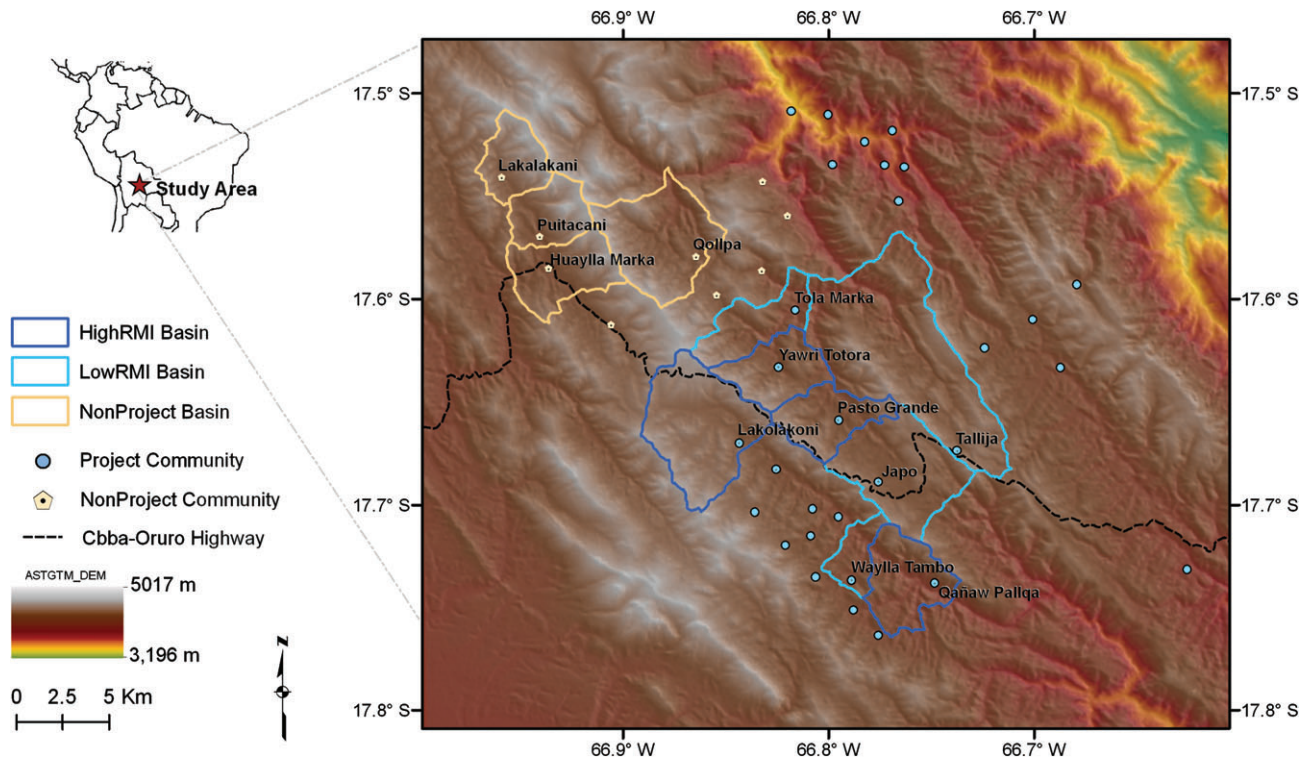 66.9° W 66.8° W 66.7° W
17.5° S 17.5° S
Study Area
Lakalakani
Puitacani
Qollpa
Huaylla Marka
17.6° S 17.6° S
Tola Marka
Yawri Totora
Pasto Grande
Lakolakoni
Tallija
Japo
17.7° S 17.7° S
Waylla Tambo
Qañaw Pallqa
17.8° S 17.8° S
66.9° W 66.8° W 66.7° W
HighRMI Basin
LowRMI Basin
NonProject Basin
Project Community
NonProject Community
Cbba-Oruro Highway
ASTGTM_DEM
5017 m
3,196 m
0 2.5 5 Km
N